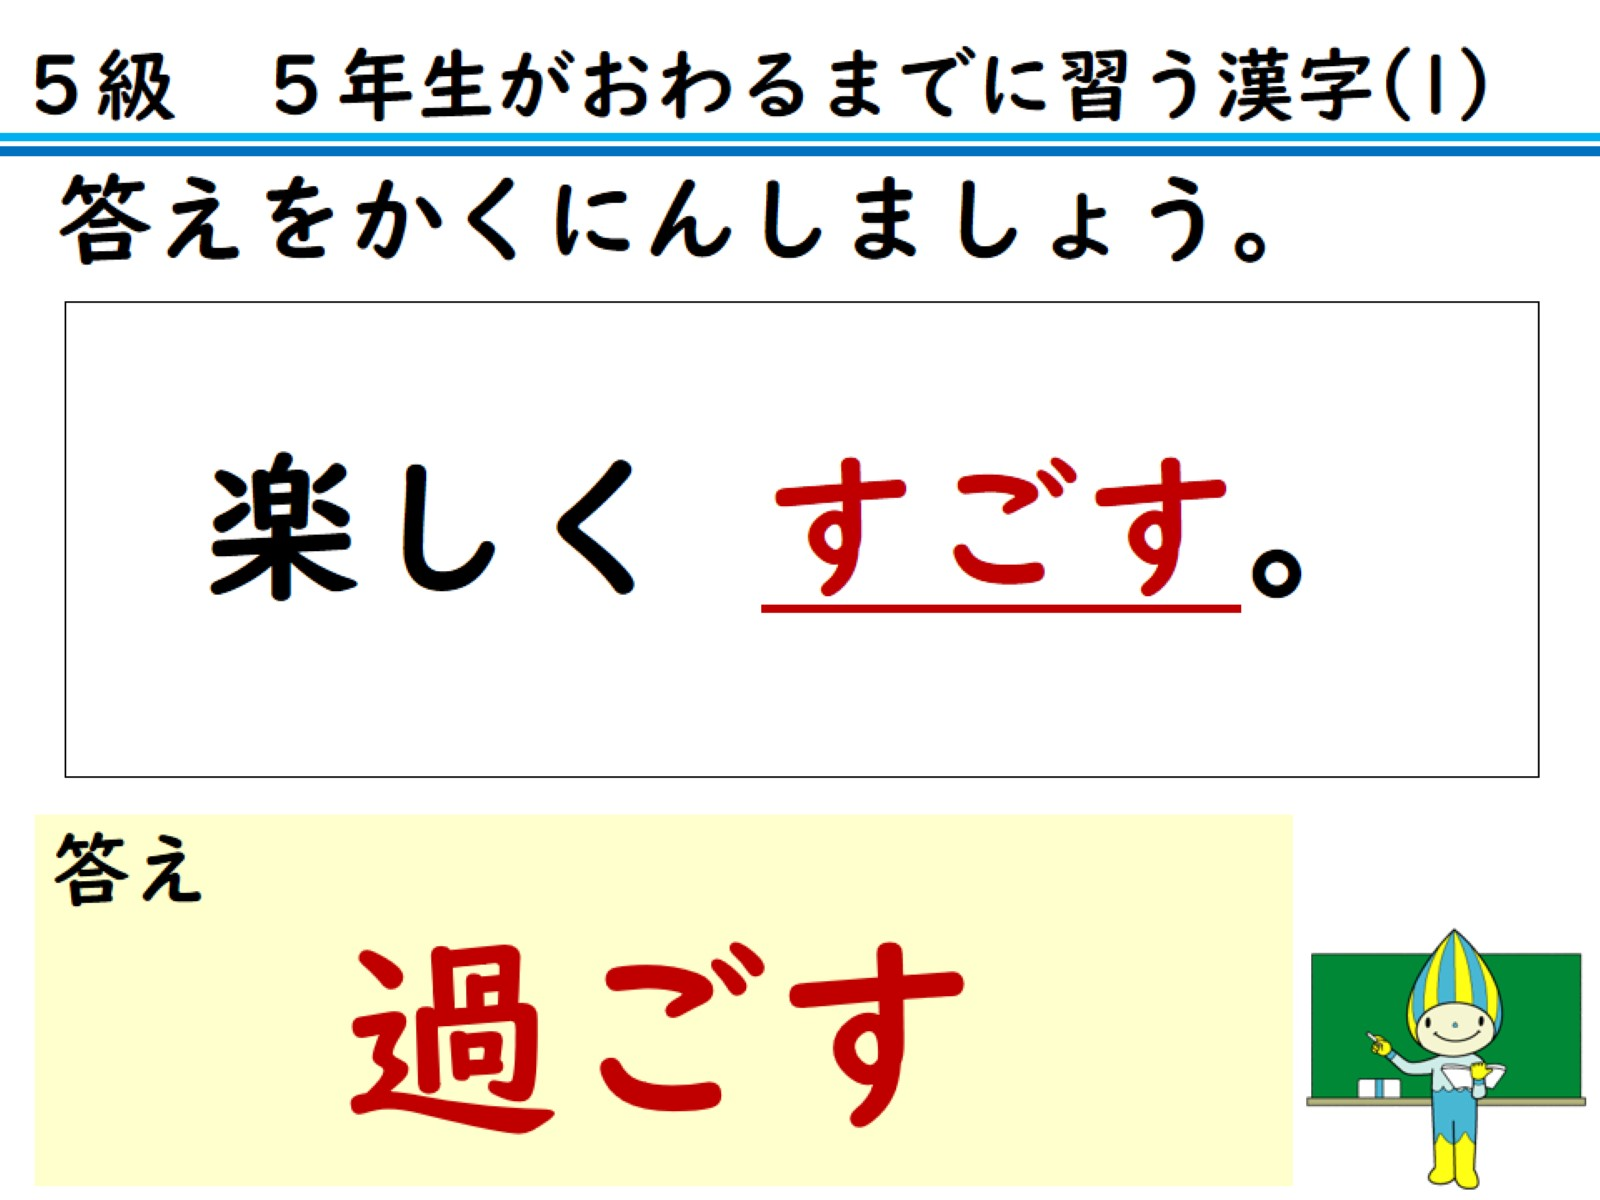 ５級　５年生がおわるまでに習う漢字(1)
答えをかくにんしましょう。
楽しく すごす。
答え
過ごす